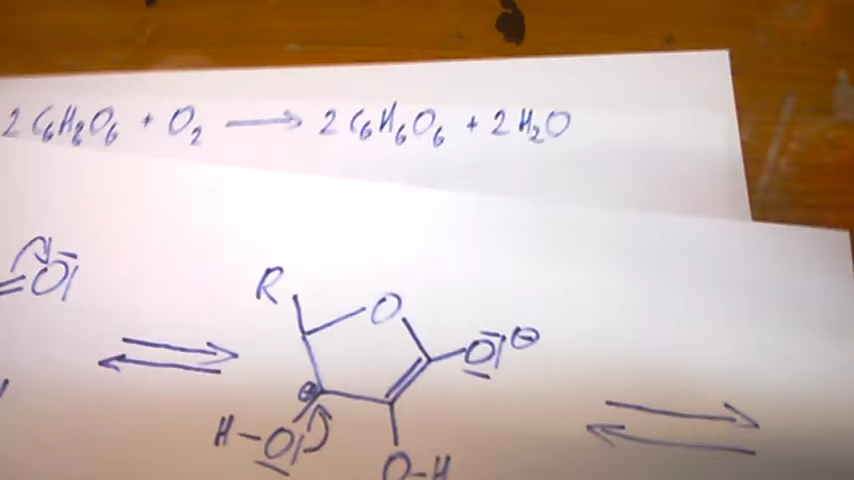 2 C₆H₈O₆ + O₂ ⟶ 2 C₆H₆O₆ + 2 H₂O
=O
R
O
O ⊖
⊕
H-O
O-H